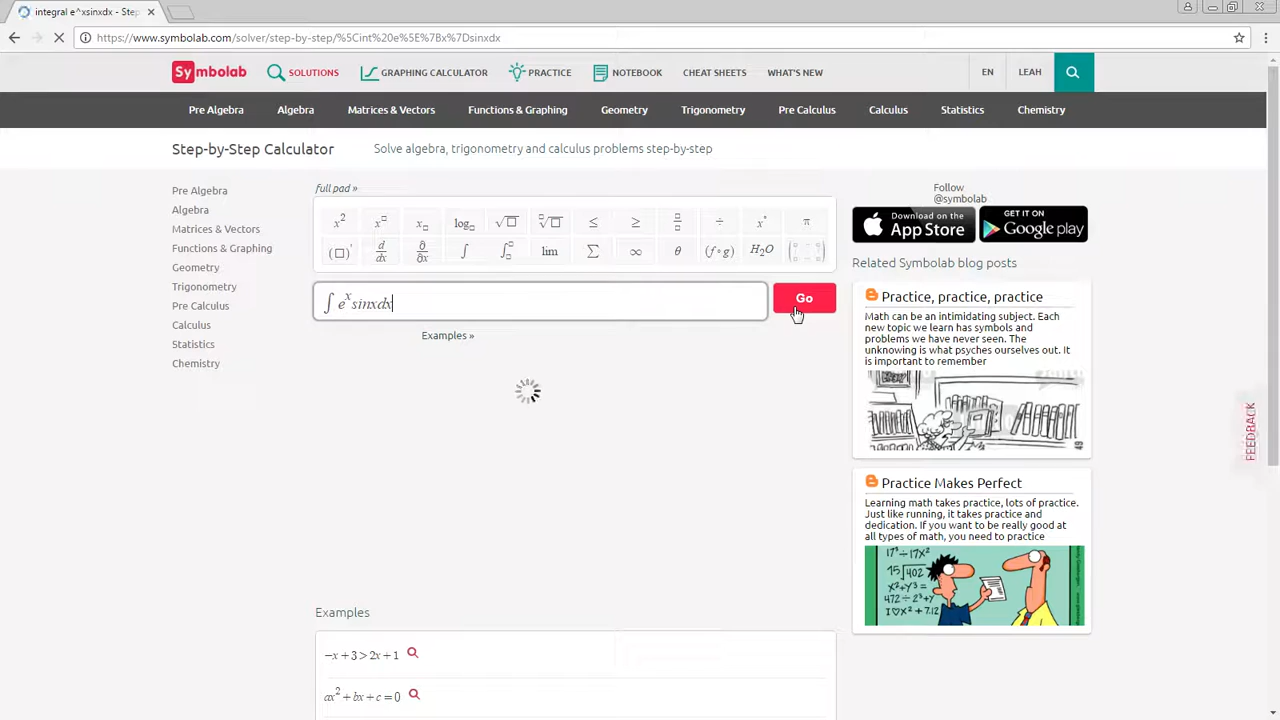 integral e^xsinxdx - Step
https://www.symbolab.com/solver/step-by-step/%5Cint%20e%5E%7Bx%7Dsinxdx
Symbolab
SOLUTIONS
GRAPHING CALCULATOR
PRACTICE
NOTEBOOK
CHEAT SHEETS
WHAT'S NEW
EN
LEAH
Pre Algebra
Algebra
Matrices & Vectors
Functions & Graphing
Geometry
Trigonometry
Pre Calculus
Calculus
Statistics
Chemistry
Step-by-Step Calculator
Solve algebra, trigonometry and calculus problems step-by-step
Pre Algebra
Algebra
Matrices & Vectors
Functions & Graphing
Geometry
Trigonometry
Pre Calculus
Calculus
Statistics
Chemistry
full pad »
x² x^□ x_□ log_□ √□ ⁿ√□ ≤ ≥ □/□ ÷ x° π
(□)' d/dx ∂/∂x ∫ ∫_□^□ lim ∑ ∞ θ (f∘g) H₂O
∫ e^x sinxdx
Go
Examples »
Examples
−x+3>2x+1
ax²+bx+c=0
Follow
@symbolab
Download on the
App Store
GET IT ON
Google play
Related Symbolab blog posts
Practice, practice, practice
Math can be an intimidating subject. Each
new topic we learn has symbols and
problems we have never seen. The
unknowing is what psyches ourselves out. It
is important to remember
Practice Makes Perfect
Learning math takes practice, lots of practice.
Just like running, it takes practice and
dedication. If you want to be really good at
all types of math, you need to practice
FEEDBACK